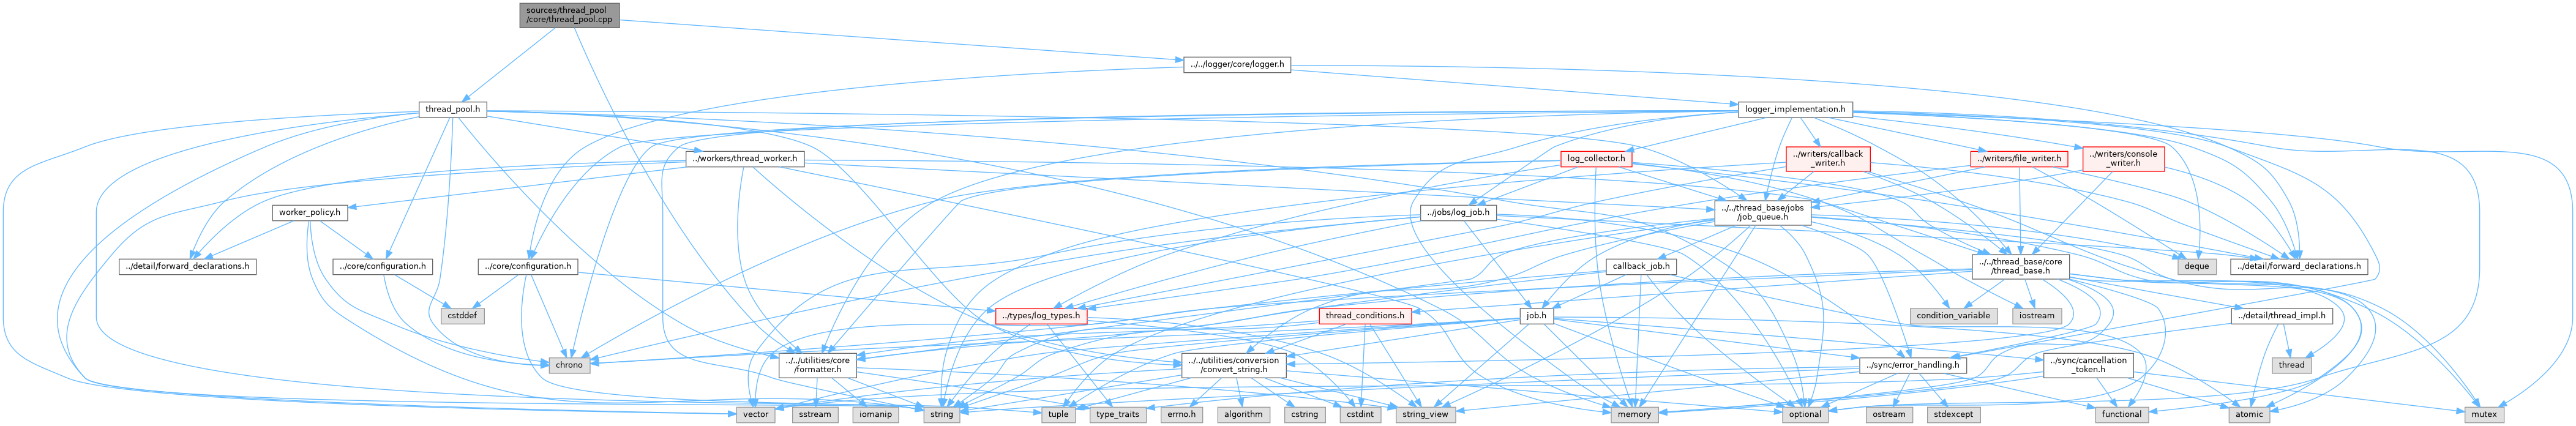 sources/thread_pool
/core/thread_pool.cpp
../../logger/core/logger.h
thread_pool.h
logger_implementation.h
../workers/thread_worker.h
log_collector.h
../writers/callback
_writer.h
../writers/file_writer.h
../writers/console
_writer.h
worker_policy.h
../jobs/log_job.h
../../thread_base/jobs
/job_queue.h
../detail/forward_declarations.h
../core/configuration.h
../core/configuration.h
callback_job.h
../../thread_base/core
/thread_base.h
deque
../detail/forward_declarations.h
cstddef
../types/log_types.h
thread_conditions.h
job.h
condition_variable
iostream
../detail/thread_impl.h
chrono
../../utilities/core
/formatter.h
../../utilities/conversion
/convert_string.h
../sync/error_handling.h
../sync/cancellation
_token.h
thread
vector
sstream
iomanip
string
tuple
type_traits
errno.h
algorithm
cstring
cstdint
string_view
memory
optional
ostream
stdexcept
functional
atomic
mutex